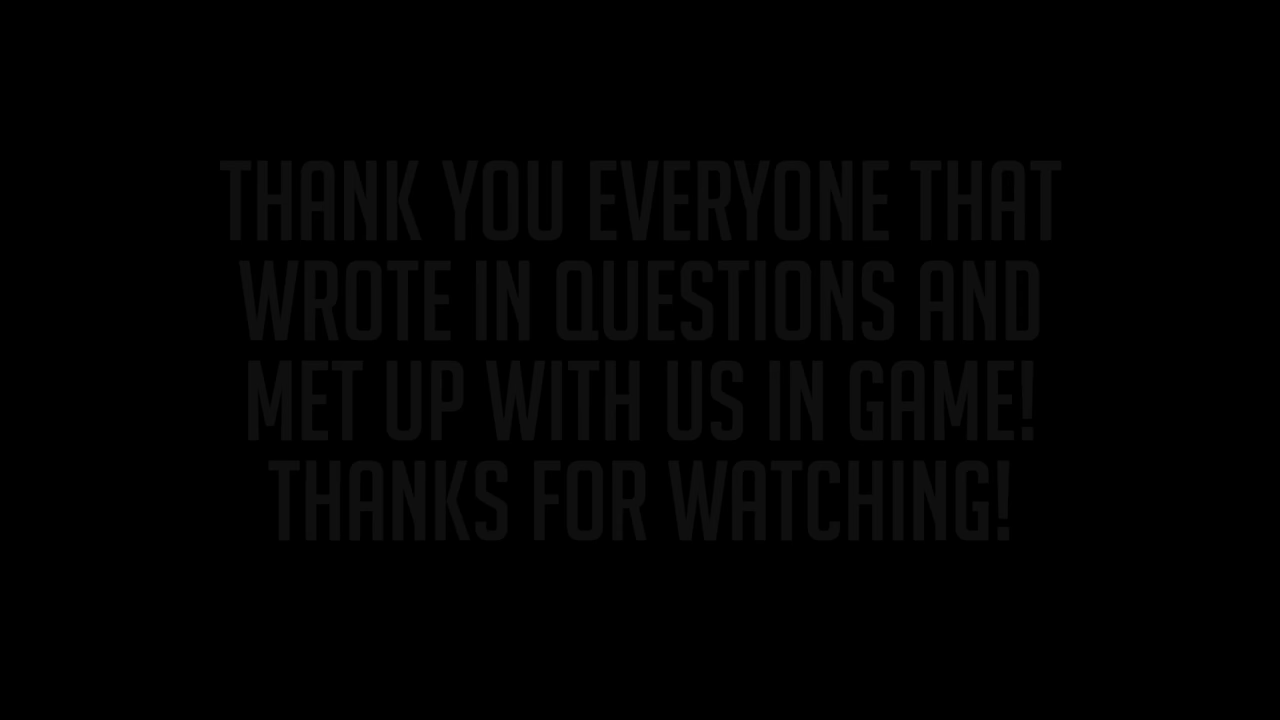 THANK YOU EVERYONE THAT
WROTE IN QUESTIONS AND
MET UP WITH US IN GAME!
THANKS FOR WATCHING!